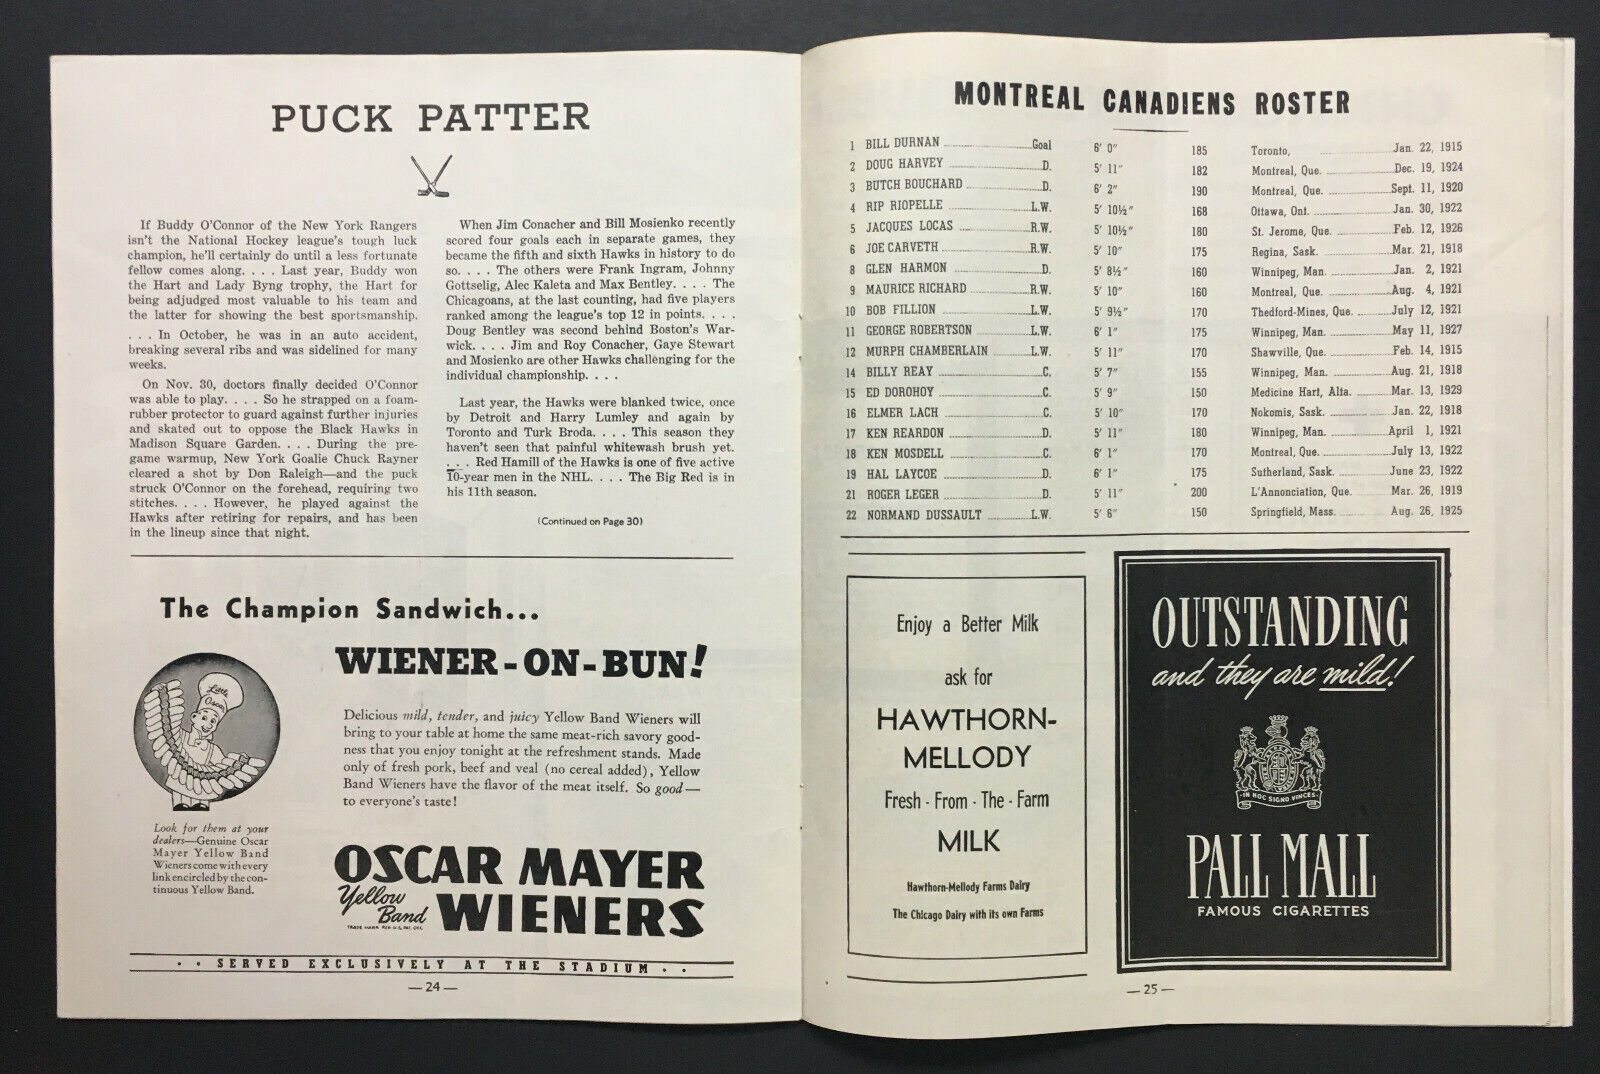 PUCK PATTER
If Buddy O'Connor of the New York Rangers
isn't the National Hockey league's tough luck
champion, he'll certainly do until a less fortunate
fellow comes along. . . . Last year, Buddy won
the Hart and Lady Byng trophy, the Hart for
being adjudged most valuable to his team and
the latter for showing the best sportsmanship.
. . . In October, he was in an auto accident,
breaking several ribs and was sidelined for many
weeks.
On Nov. 30, doctors finally decided O'Connor
was able to play. . . . So he strapped on a foam-
rubber protector to guard against further injuries
and skated out to oppose the Black Hawks in
Madison Square Garden. . . . During the pre-
game warmup, New York Goalie Chuck Rayner
cleared a shot by Don Raleigh—and the puck
struck O'Connor on the forehead, requiring two
stitches. . . . However, he played against the
Hawks after retiring for repairs, and has been
in the lineup since that night.
When Jim Conacher and Bill Mosienko recently
scored four goals each in separate games, they
became the fifth and sixth Hawks in history to do
so. . . . The others were Frank Ingram, Johnny
Gottselig, Alec Kaleta and Max Bentley. . . . The
Chicagoans, at the last counting, had five players
ranked among the league's top 12 in points. . . .
Doug Bentley was second behind Boston's War-
wick. . . . Jim and Roy Conacher, Gaye Stewart
and Mosienko are other Hawks challenging for the
individual championship. . . .
Last year, the Hawks were blanked twice, once
by Detroit and Harry Lumley and again by
Toronto and Turk Broda. . . . This season they
haven't seen that painful whitewash brush yet.
. . . Red Hamill of the Hawks is one of five active
10-year men in the NHL. . . . The Big Red is in
his 11th season.
(Continued on Page 30)
The Champion Sandwich...
WIENER-ON-BUN!
Little
Oscar
Delicious mild, tender, and juicy Yellow Band Wieners will
bring to your table at home the same meat-rich savory good-
ness that you enjoy tonight at the refreshment stands. Made
only of fresh pork, beef and veal (no cereal added), Yellow
Band Wieners have the flavor of the meat itself. So good—
to everyone's taste!
Look for them at your
dealers—Genuine Oscar
Mayer Yellow Band
Wieners come with every
link encircled by the con-
tinuous Yellow Band.
OSCAR MAYER
Yellow Band WIENERS
TRADE MARK REG. U.S. PAT. OFF.
. . SERVED EXCLUSIVELY AT THE STADIUM . .
—24—
MONTREAL CANADIENS ROSTER
1 BILL DURNAN Goal 6' 0" 185 Toronto, Jan. 22, 1915
2 DOUG HARVEY D. 5' 11" 182 Montreal, Que. Dec. 19, 1924
3 BUTCH BOUCHARD D. 6' 2" 190 Montreal, Que. Sept. 11, 1920
4 RIP RIOPELLE L.W. 5' 10½" 168 Ottawa, Ont. Jan. 30, 1922
5 JACQUES LOCAS R.W. 5' 10½" 180 St. Jerome, Que. Feb. 12, 1926
6 JOE CARVETH R.W. 5' 10" 175 Regina, Sask. Mar. 21, 1918
8 GLEN HARMON D. 5' 8½" 160 Winnipeg, Man. Jan. 2, 1921
9 MAURICE RICHARD R.W. 5' 10" 160 Montreal, Que. Aug. 4, 1921
10 BOB FILLION L.W. 5' 9½" 170 Thedford-Mines, Que. July 12, 1921
11 GEORGE ROBERTSON L.W. 6' 1" 175 Winnipeg, Man. May 11, 1927
12 MURPH CHAMBERLAIN L.W. 5' 11" 170 Shawville, Que. Feb. 14, 1915
14 BILLY REAY C. 5' 7" 155 Winnipeg, Man. Aug. 21, 1918
15 ED DOROHOY C. 5' 9" 150 Medicine Hart, Alta. Mar. 13, 1929
16 ELMER LACH C. 5' 10" 170 Nokomis, Sask. Jan. 22, 1918
17 KEN REARDON D. 5' 11" 180 Winnipeg, Man. April 1, 1921
18 KEN MOSDELL C. 6' 1" 170 Montreal, Que. July 13, 1922
19 HAL LAYCOE D. 6' 1" 175 Sutherland, Sask. June 23, 1922
21 ROGER LEGER D. 5' 11" 200 L'Annonciation, Que. Mar. 26, 1919
22 NORMAND DUSSAULT L.W. 5' 6" 150 Springfield, Mass. Aug. 26, 1925
Enjoy a Better Milk
ask for
HAWTHORN-
MELLODY
Fresh - From - The - Farm
MILK
Hawthorn-Mellody Farms Dairy
The Chicago Dairy with its own Farms
OUTSTANDING
and they are mild!
IN HOC SIGNO VINCES
PALL MALL
FAMOUS CIGARETTES
—25—